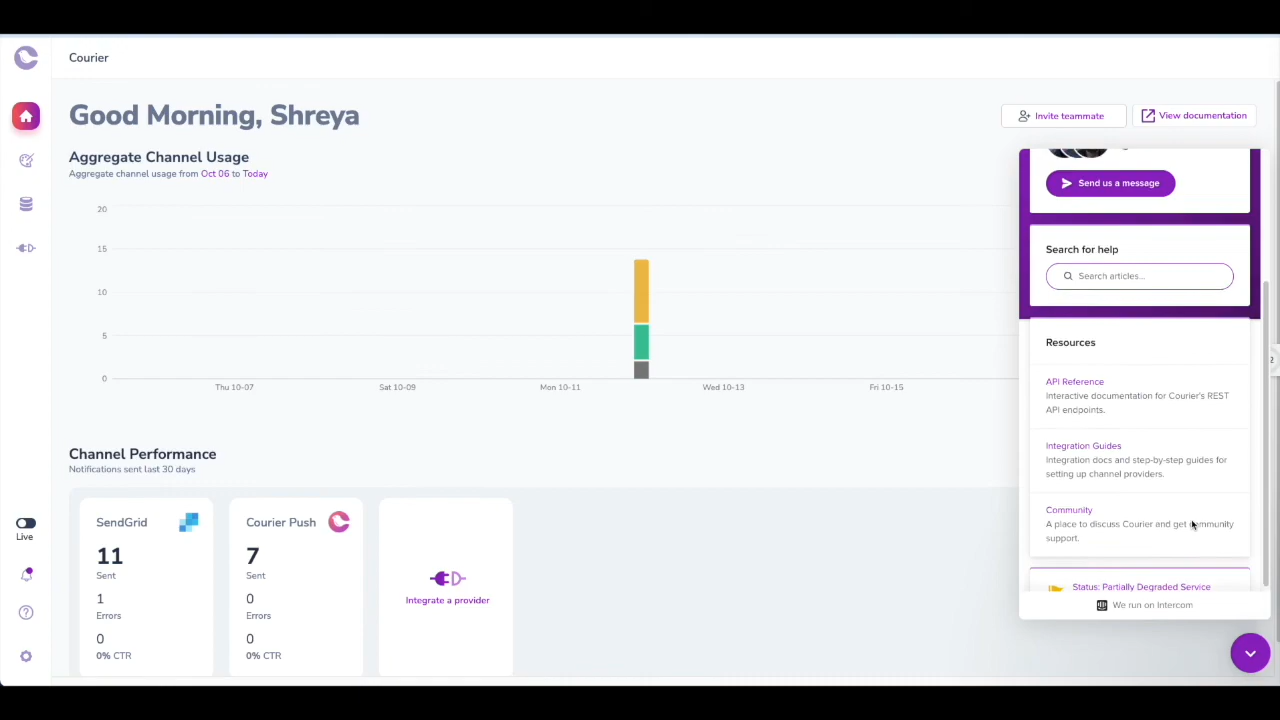 Courier
Good Morning, Shreya
Invite teammate
View documentation
Aggregate Channel Usage
Aggregate channel usage from Oct 06 to Today
20
15
10
5
0
Thu 10-07
Sat 10-09
Mon 10-11
Wed 10-13
Fri 10-15
Channel Performance
Notifications sent last 30 days
SendGrid
11
Sent
1
Errors
0
0% CTR
Courier Push
7
Sent
0
Errors
0
0% CTR
Integrate a provider
Live
Send us a message
Search for help
Search articles...
Resources
API Reference
Interactive documentation for Courier's REST
API endpoints.
Integration Guides
Integration docs and step-by-step guides for
setting up channel providers.
Community
A place to discuss Courier and get community
support.
Status: Partially Degraded Service
We run on Intercom
2